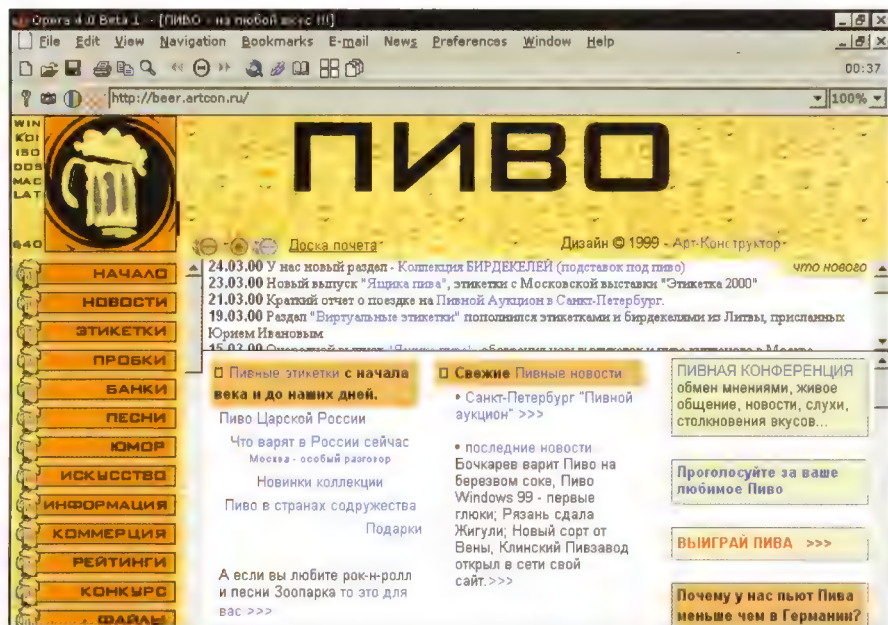 Opera 4.0 Beta 1 - [ПИВО - на любой вкус !!!]
File Edit View Navigation Bookmarks E-mail News Preferences Window Help
00:37
http://beer.artcon.ru/
100%
WIN
KOI
ISO
DOS
MAC
LAT
640
ПИВО
Доска почета
Дизайн © 1999 - Арт-Конструктор
НАЧАЛО
НОВОСТИ
ЭТИКЕТКИ
ПРОБКИ
БАНКИ
ПЕСНИ
ЮМОР
ИСКУССТВО
ИНФОРМАЦИЯ
КОММЕРЦИЯ
РЕЙТИНГИ
КОНКУРС
ФАЙЛЫ
24.03.00 У нас новый раздел - Коллекция БИРДЕКЕЛЕЙ (подставок под пиво)
что нового
23.03.00 Новый выпуск "Ящика пива", этикетки с Московской выставки "Этикетка 2000"
21.03.00 Краткий отчет о поездке на Пивной Аукцион в Санкт-Петербург.
19.03.00 Раздел "Виртуальные этикетки" пополнился этикетками и бирдекелями из Литвы, присланных
Юрием Ивановым
15.03.00
Пивные этикетки с начала
века и до наших дней.
Пиво Царской России
Что варят в России сейчас
Москва - особый разговор
Новинки коллекции
Пиво в странах содружества
Подарки
А если вы любите рок-н-ролл
и песни Зоопарка то это для
вас >>>
Свежие Пивные новости
• Санкт-Петербург "Пивной
аукцион" >>>
• последние новости
Бочкарев варит Пиво на
березвом соке, Пиво
Windows 99 - первые
глюки; Рязань сдала
Жигули; Новый сорт от
Вены, Клинский Пивзавод
открыл в сети свой
сайт.>>>
ПИВНАЯ КОНФЕРЕНЦИЯ
обмен мнениями, живое
общение, новости, слухи,
столкновения вкусов...
Проголосуйте за ваше
любимое Пиво
ВЫИГРАЙ ПИВА >>>
Почему у нас пьют Пива
меньше чем в Германии?